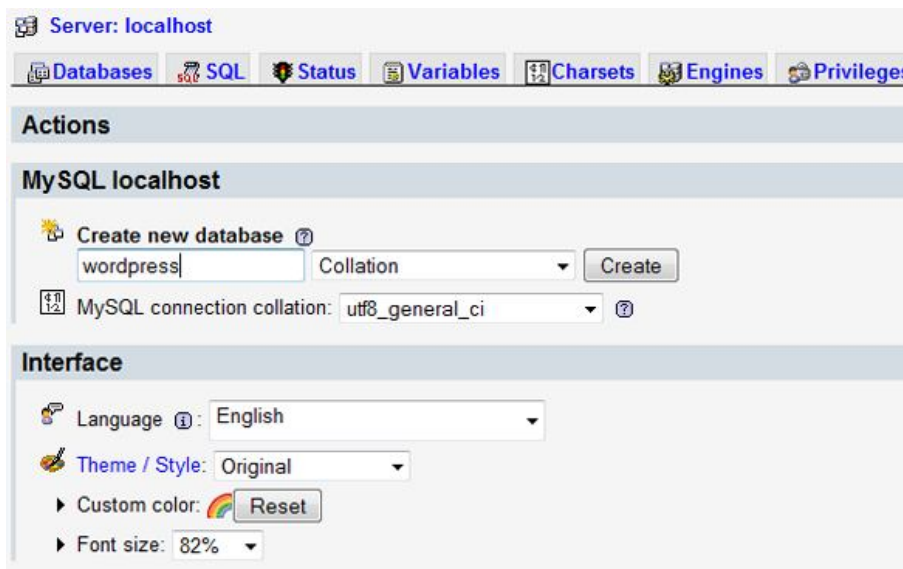 Server: localhost
Databases SQL Status Variables Charsets Engines Privileges
Actions
MySQL localhost
Create new database
wordpress Collation Create
MySQL connection collation: utf8_general_ci
Interface
Language : English
Theme / Style: Original
Custom color: Reset
Font size: 82%